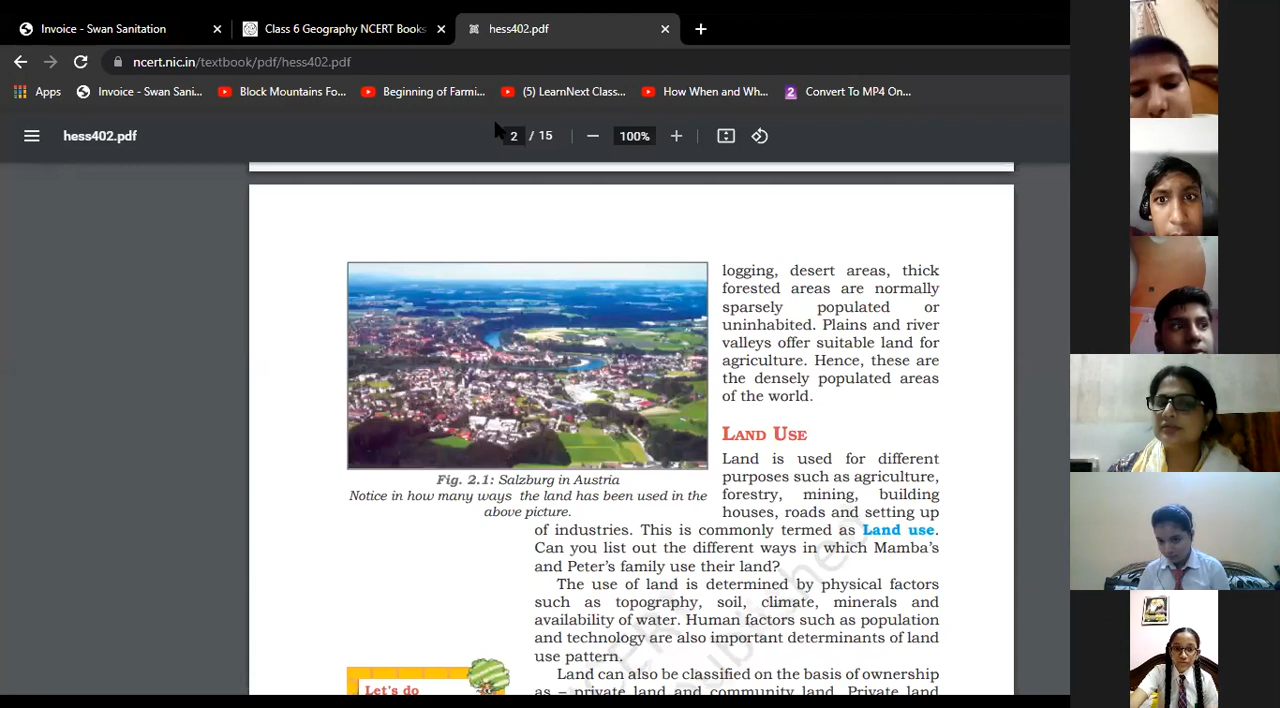 Invoice - Swan Sanitation
Class 6 Geography NCERT Books
hess402.pdf
ncert.nic.in/textbook/pdf/hess402.pdf
Apps
Invoice - Swan Sani...
Block Mountains Fo...
Beginning of Farmi...
(5) LearnNext Class...
How When and Wh...
Convert To MP4 On...
hess402.pdf
2 / 15
100%
logging, desert areas, thick
forested areas are normally
sparsely populated or
uninhabited. Plains and river
valleys offer suitable land for
agriculture. Hence, these are
the densely populated areas
of the world.
Fig. 2.1: Salzburg in Austria
Notice in how many ways the land has been used in the
above picture.
LAND USE
Land is used for different
purposes such as agriculture,
forestry, mining, building
houses, roads and setting up
of industries. This is commonly termed as Land use.
Can you list out the different ways in which Mamba's
and Peter's family use their land?
The use of land is determined by physical factors
such as topography, soil, climate, minerals and
availability of water. Human factors such as population
and technology are also important determinants of land
use pattern.
Land can also be classified on the basis of ownership
as – private land and community land. Private land
Let's do